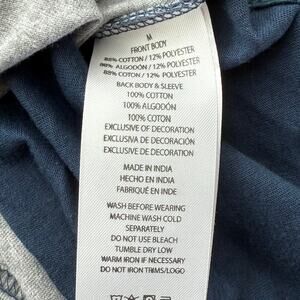 M
FRONT BODY
88% COTTON / 12% POLYESTER
88% ALGODÓN / 12% POLYESTER
88% COTON / 12% POLYESTER
BACK BODY & SLEEVE
100% COTTON
100% ALGODÓN
100% COTON
EXCLUSIVE OF DECORATION
EXCLUSIVA DE DECORACIÓN
EXCLUSIVE DE DÉCORATION
MADE IN INDIA
HECHO EN INDIA
FABRIQUÉ EN INDE
WASH BEFORE WEARING
MACHINE WASH COLD
SEPARATELY
DO NOT USE BLEACH
TUMBLE DRY LOW
WARM IRON IF NECESSARY
DO NOT IRON TRIMS/LOGO